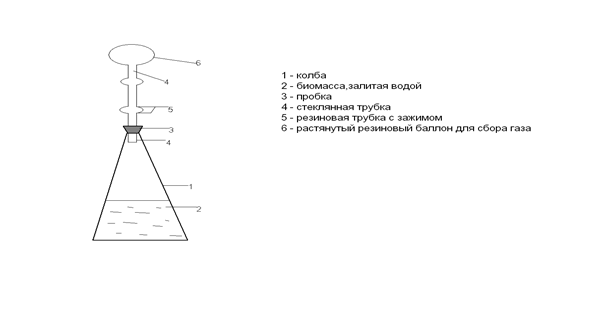 6
4
5
3
4
1
2
1 - колба
2 - биомасса,залитая водой
3 - пробка
4 - стеклянная трубка
5 - резиновая трубка с зажимом
6 - растянутый резиновый баллон для сбора газа